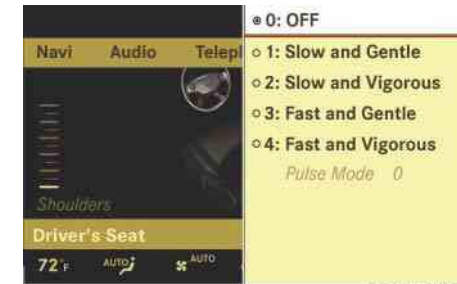 0: OFF
Navi Audio Telepl
1: Slow and Gentle
2: Slow and Vigorous
3: Fast and Gentle
4: Fast and Vigorous
Pulse Mode 0
Shoulders
Driver's Seat
72°F AUTO AUTO